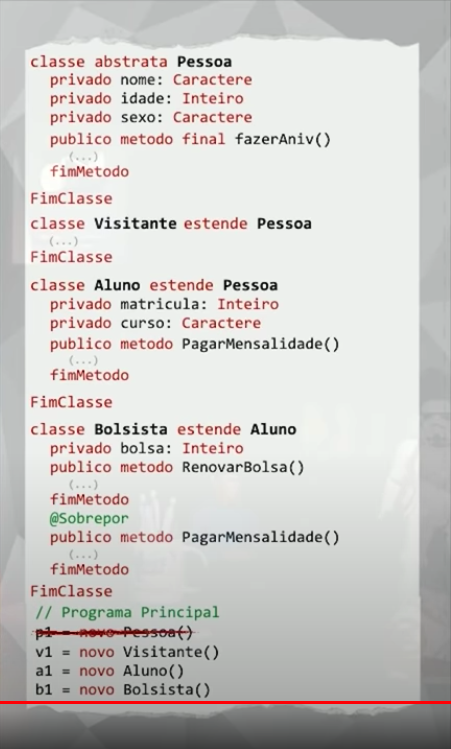 classe abstrata Pessoa
privado nome: Caractere
privado idade: Inteiro
privado sexo: Caractere
publico metodo final fazerAniv()
(...)
fimMetodo
FimClasse
classe Visitante estende Pessoa
(...)
FimClasse
classe Aluno estende Pessoa
privado matricula: Inteiro
privado curso: Caractere
publico metodo PagarMensalidade()
(...)
fimMetodo
FimClasse
classe Bolsista estende Aluno
privado bolsa: Inteiro
publico metodo RenovarBolsa()
(...)
fimMetodo
@Sobrepor
publico metodo PagarMensalidade()
(...)
fimMetodo
FimClasse
// Programa Principal
p1 = novo Pessoa()
v1 = novo Visitante()
a1 = novo Aluno()
b1 = novo Bolsista()